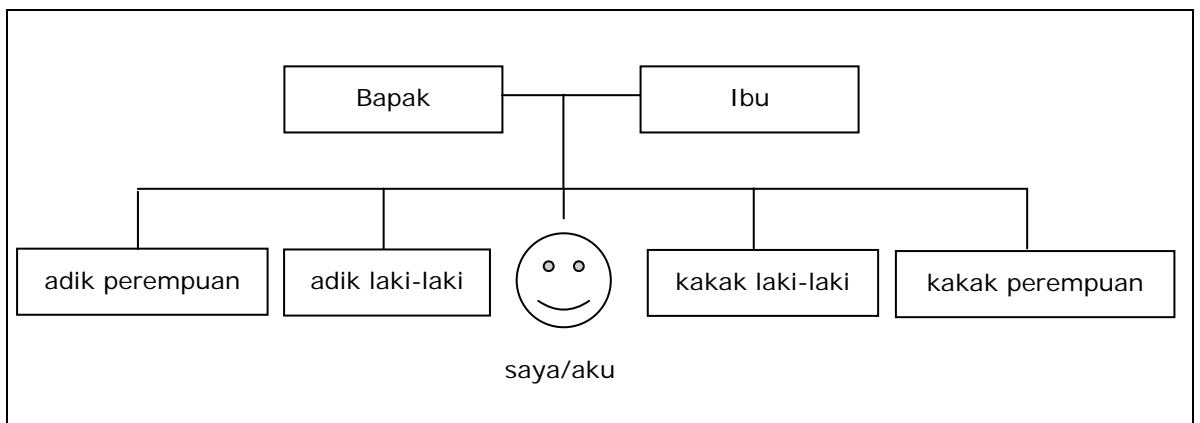 Bapak
Ibu
adik perempuan
adik laki-laki
kakak laki-laki
kakak perempuan
saya/aku